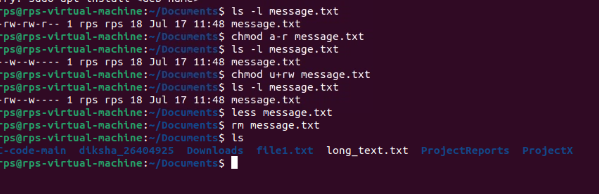 sudo apt install <deb name>
rps@rps-virtual-machine:~/Documents$ ls -l message.txt
-rw-rw-r-- 1 rps rps 18 Jul 17 11:48 message.txt
rps@rps-virtual-machine:~/Documents$ chmod a-r message.txt
rps@rps-virtual-machine:~/Documents$ ls -l message.txt
--w--w---- 1 rps rps 18 Jul 17 11:48 message.txt
rps@rps-virtual-machine:~/Documents$ chmod u+rw message.txt
rps@rps-virtual-machine:~/Documents$ ls -l message.txt
-rw--w---- 1 rps rps 18 Jul 17 11:48 message.txt
rps@rps-virtual-machine:~/Documents$ less message.txt
rps@rps-virtual-machine:~/Documents$ rm message.txt
rps@rps-virtual-machine:~/Documents$ ls
C-code-main diksha_26404925 Downloads file1.txt long_text.txt ProjectReports ProjectX
rps@rps-virtual-machine:~/Documents$